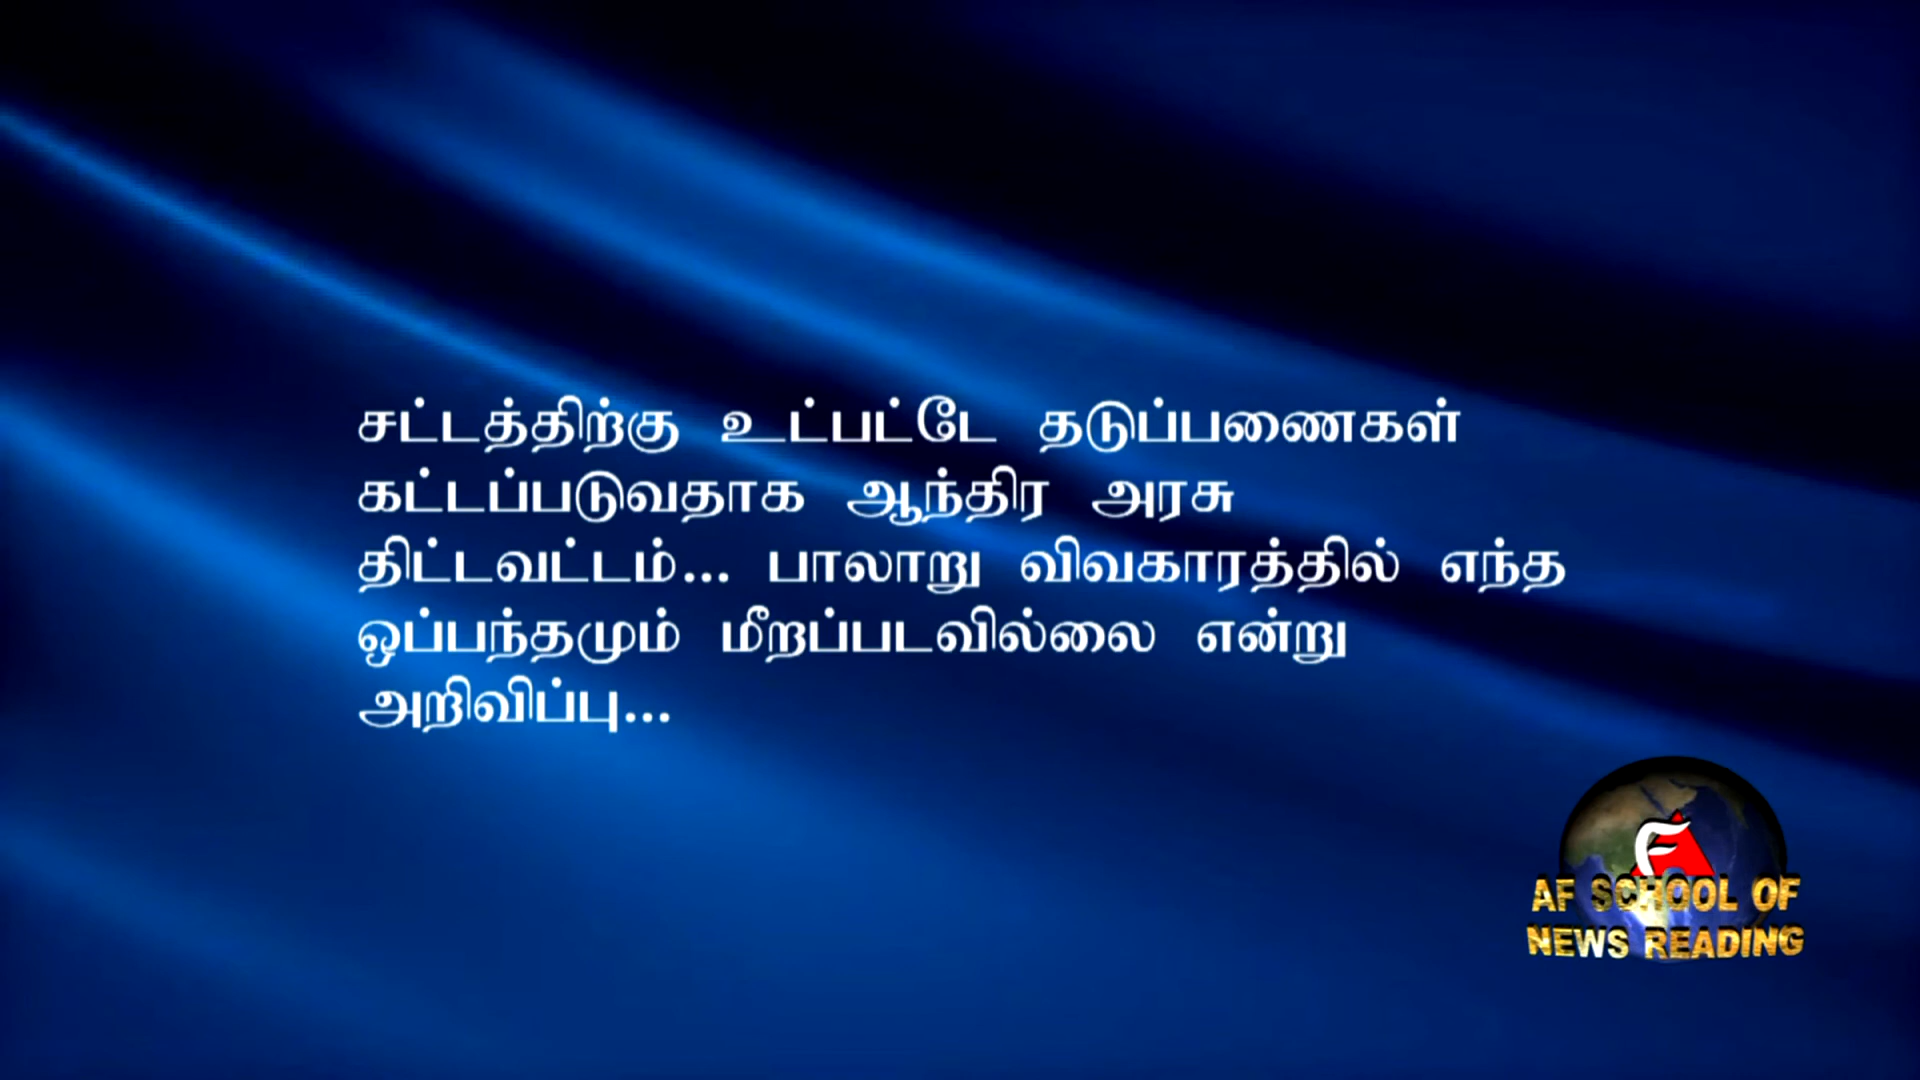 சட்டத்திற்கு உட்பட்டே தடுப்பணைகள்
கட்டப்படுவதாக ஆந்திர அரசு
திட்டவட்டம்... பாலாறு விவகாரத்தில் எந்த
ஒப்பந்தமும் மீறப்படவில்லை என்று
அறிவிப்பு...
AF SCHOOL OF
NEWS READING